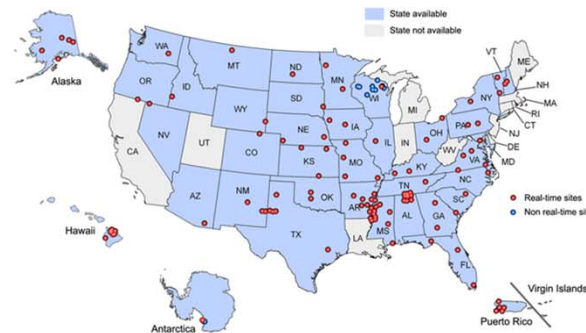 State available
State not available
Alaska
WA
MT
ND
MN
VT
ME
OR
ID
SD
WI
MI
NY
NH
MA
RI
CT
WY
IA
PA
NJ
NE
OH
DE
NV
UT
IL
IN
WV
MD
CA
CO
KS
MO
KY
VA
NC
TN
AZ
NM
OK
AR
SC
Real-time sites
Non real-time si
MS
AL
GA
Hawaii
TX
LA
FL
Virgin Islands
Antarctica
Puerto Rico